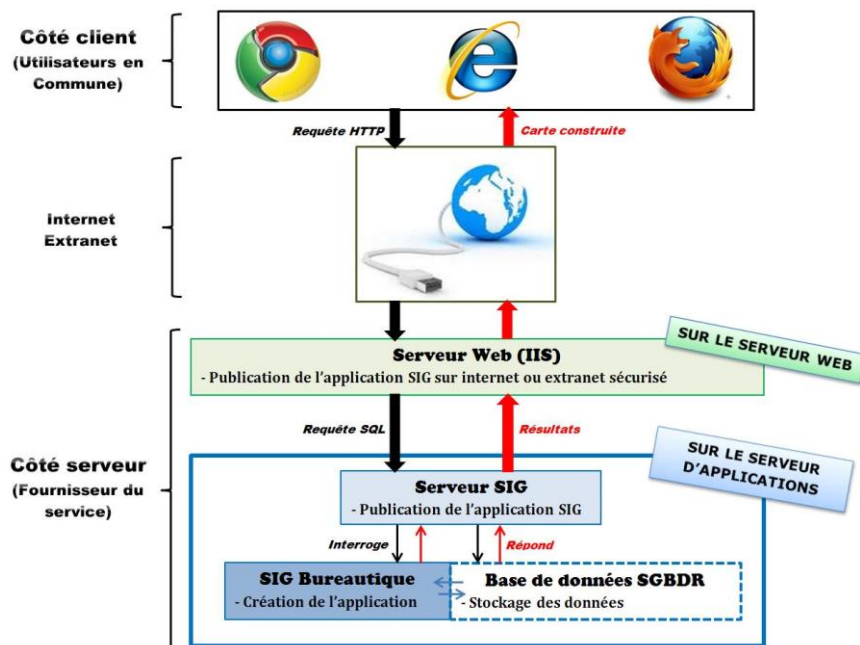 Côté client
(Utilisateurs en
Commune)
Requête HTTP
Carte construite
Internet
Extranet
SUR LE SERVEUR WEB
Serveur Web (IIS)
- Publication de l'application SIG sur internet ou extranet sécurisé
Requête SQL
Résultats
Côté serveur
(Fournisseur du
service)
SUR LE SERVEUR
D'APPLICATIONS
Serveur SIG
- Publication de l'application SIG
Interroge
Répond
SIG Bureautique
- Création de l'application
Base de données SGBDR
- Stockage des données